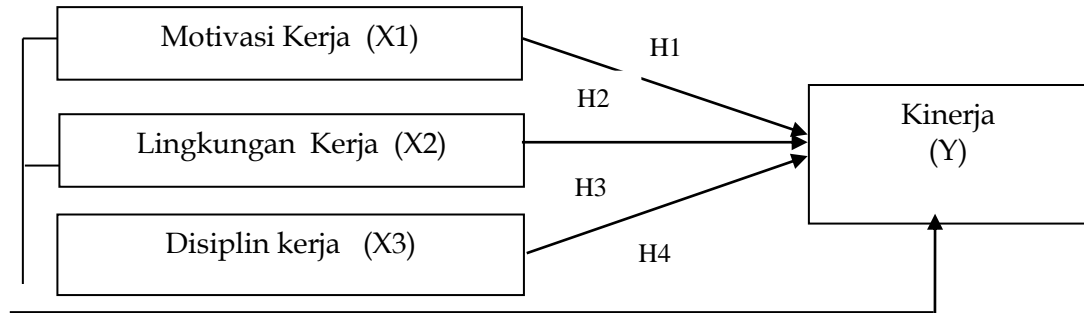 Motivasi Kerja (X1)
H1
H2
Kinerja
(Y)
Lingkungan Kerja (X2)
H3
Disiplin kerja (X3)
H4